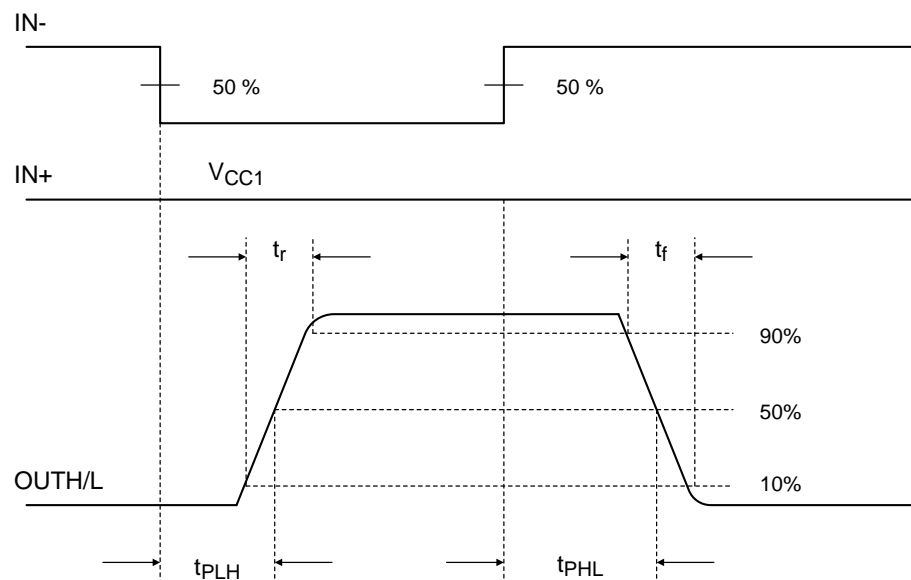 IN-
50 % 50 %
IN+ VCC1
tr tf
90%
50%
OUTH/L 10%
tPLH tPHL